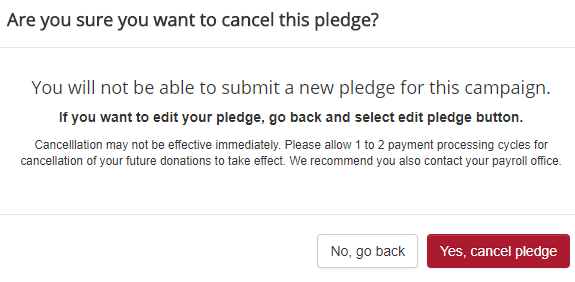 Are you sure you want to cancel this pledge?
You will not be able to submit a new pledge for this campaign.
If you want to edit your pledge, go back and select edit pledge button.
Cancelllation may not be effective immediately. Please allow 1 to 2 payment processing cycles for
cancellation of your future donations to take effect. We recommend you also contact your payroll office.
No, go back
Yes, cancel pledge